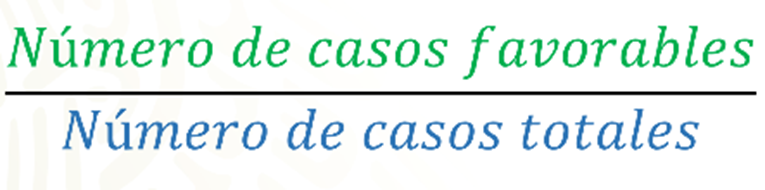 Número de casos favorables
Número de casos totales